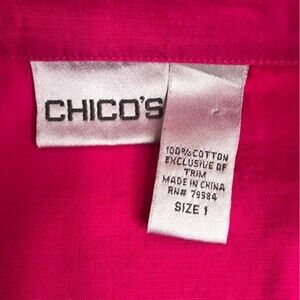 CHICO'S
100% COTTON
EXCLUSIVE OF
TRIM
MADE IN CHINA
RN# 79984
SIZE 1